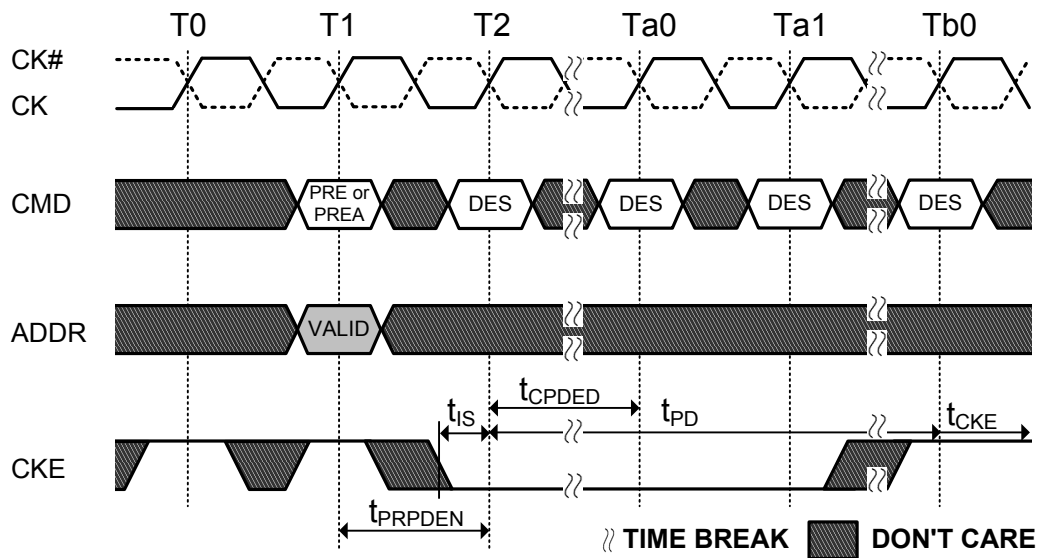 T0 T1 T2 Ta0 Ta1 Tb0
CK#
CK
CMD
PRE or
PREA
DES DES DES DES
ADDR
VALID
tCPDED
tIS tPD tCKE
CKE
tPRPDEN
TIME BREAK DON'T CARE